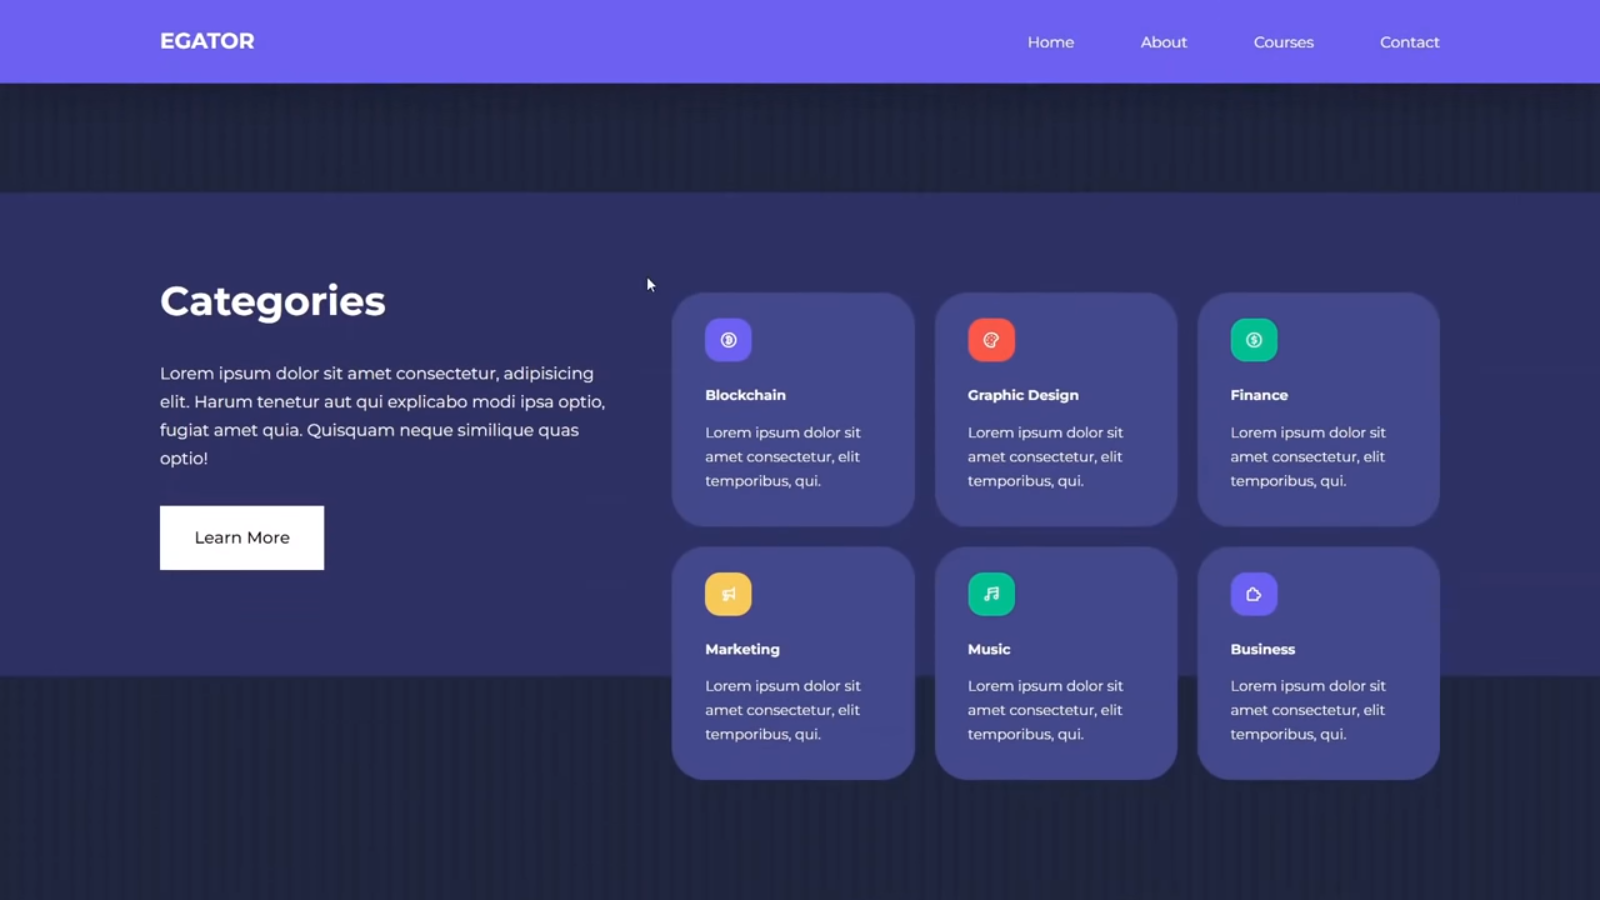 EGATOR
Home
About
Courses
Contact
Categories
Lorem ipsum dolor sit amet consectetur, adipisicing
elit. Harum tenetur aut qui explicabo modi ipsa optio,
fugiat amet quia. Quisquam neque similique quas
optio!
Learn More
Blockchain
Lorem ipsum dolor sit
amet consectetur, elit
temporibus, qui.
Graphic Design
Lorem ipsum dolor sit
amet consectetur, elit
temporibus, qui.
Finance
Lorem ipsum dolor sit
amet consectetur, elit
temporibus, qui.
Marketing
Lorem ipsum dolor sit
amet consectetur, elit
temporibus, qui.
Music
Lorem ipsum dolor sit
amet consectetur, elit
temporibus, qui.
Business
Lorem ipsum dolor sit
amet consectetur, elit
temporibus, qui.